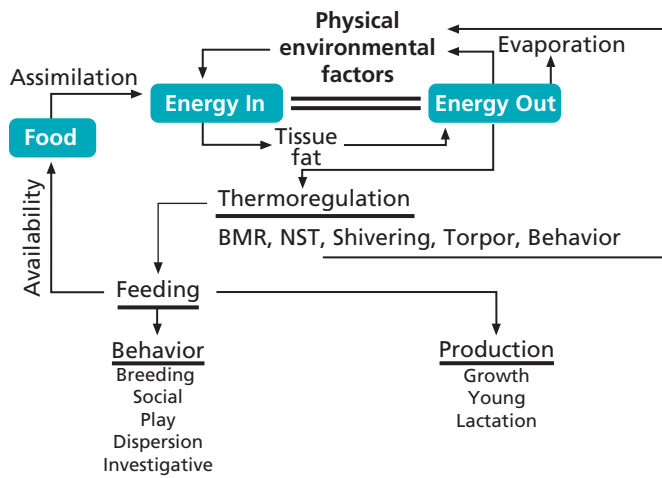 Physical
environmental
factors
Evaporation
Assimilation
Energy In
Energy Out
Food
Tissue
fat
Thermoregulation
BMR, NST, Shivering, Torpor, Behavior
Availability
Feeding
Behavior
Breeding
Social
Play
Dispersion
Investigative
Production
Growth
Young
Lactation